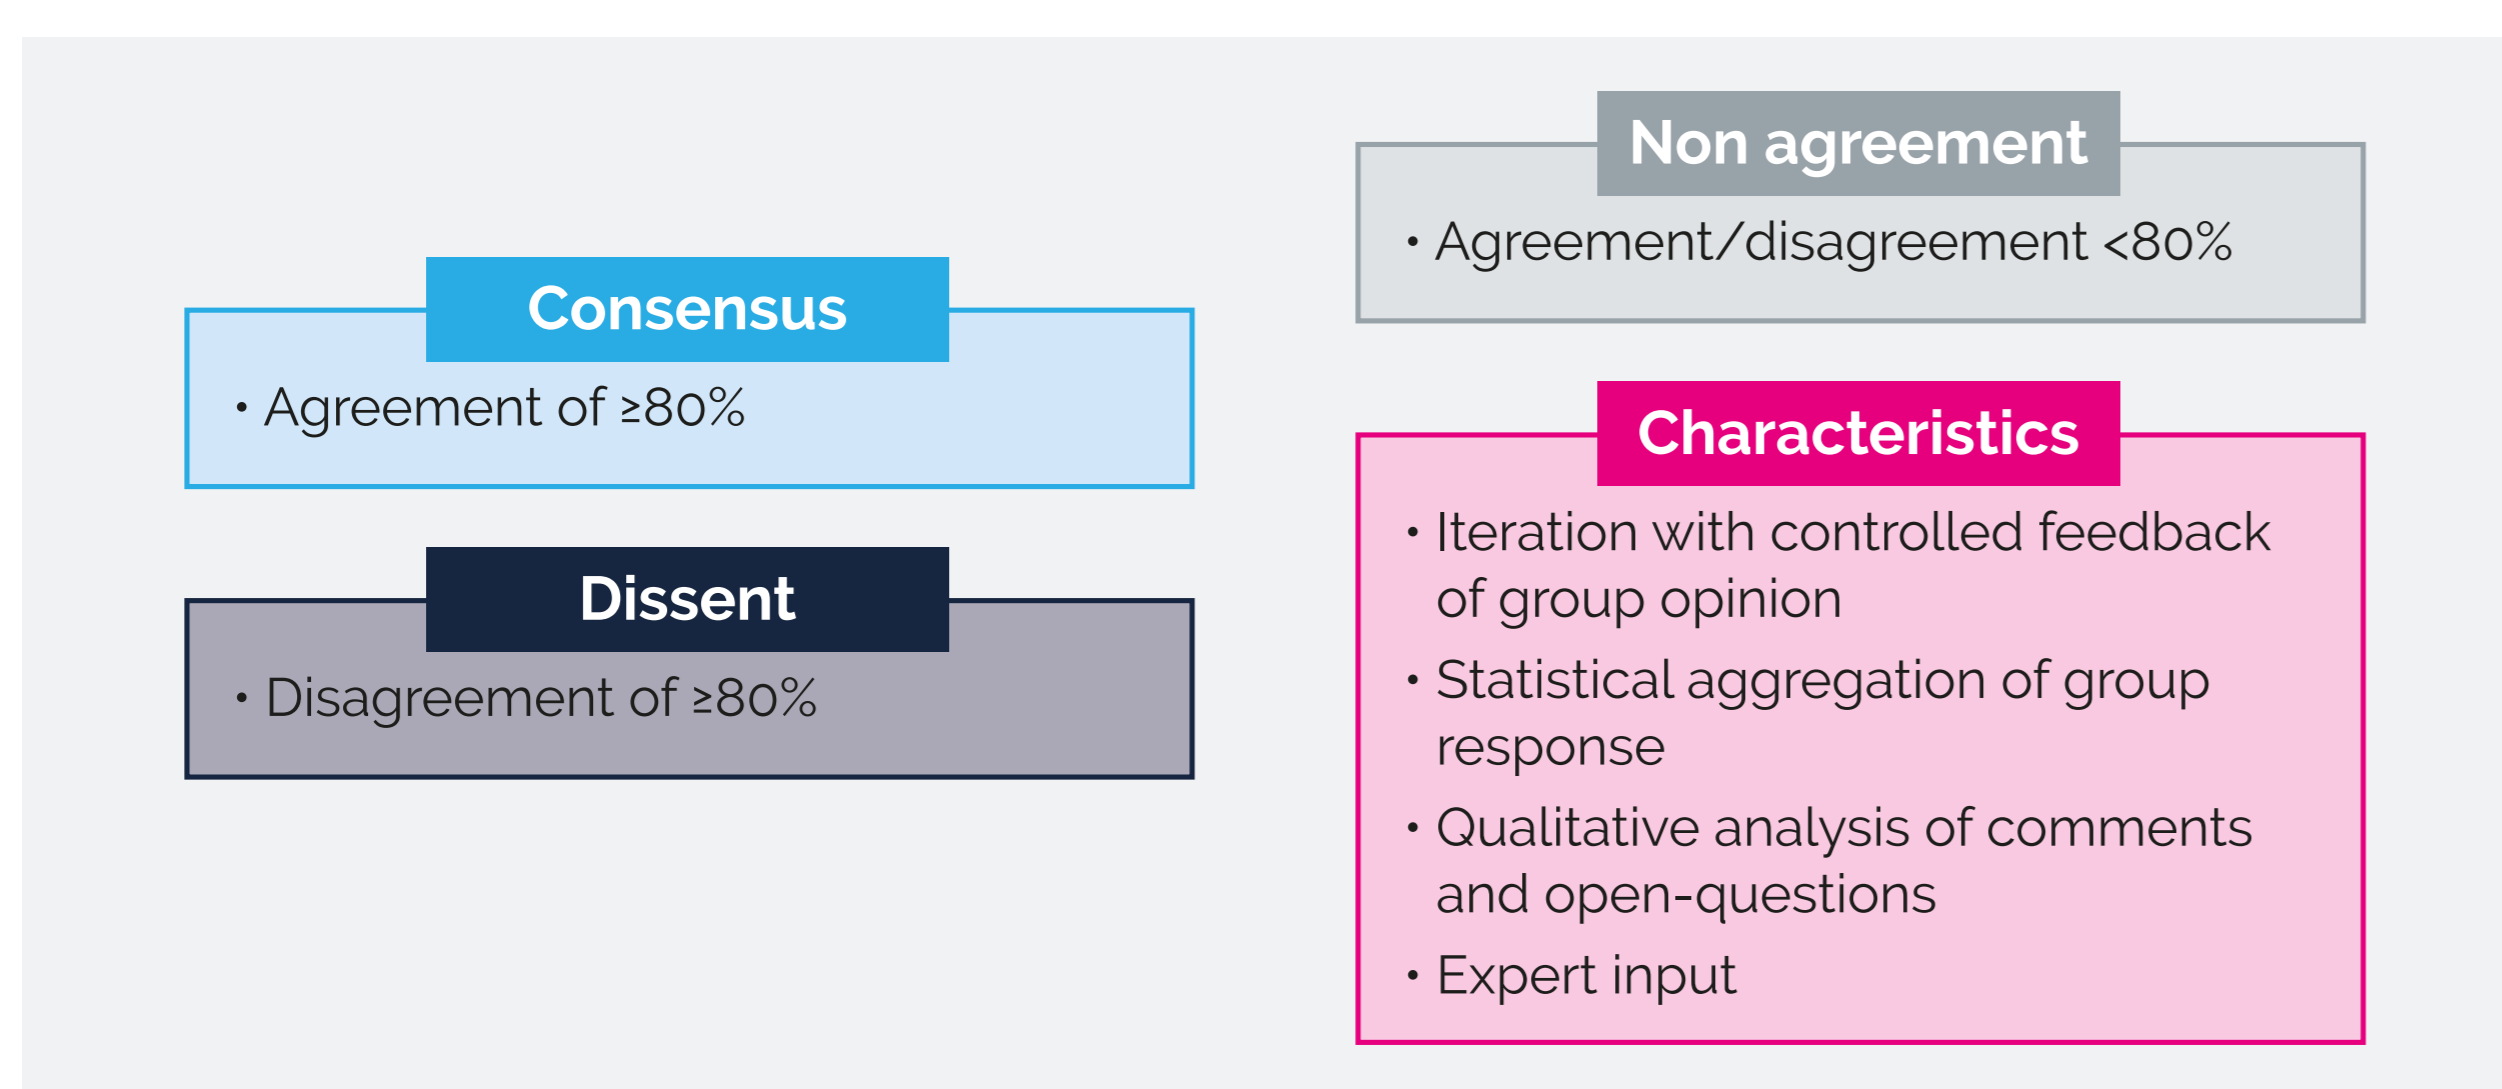 Consensus
• Agreement of ≥80%
Dissent
• Disagreement of ≥80%
Non agreement
• Agreement/disagreement <80%
Characteristics
• Iteration with controlled feedback
of group opinion
• Statistical aggregation of group
response
• Qualitative analysis of comments
and open-questions
• Expert input